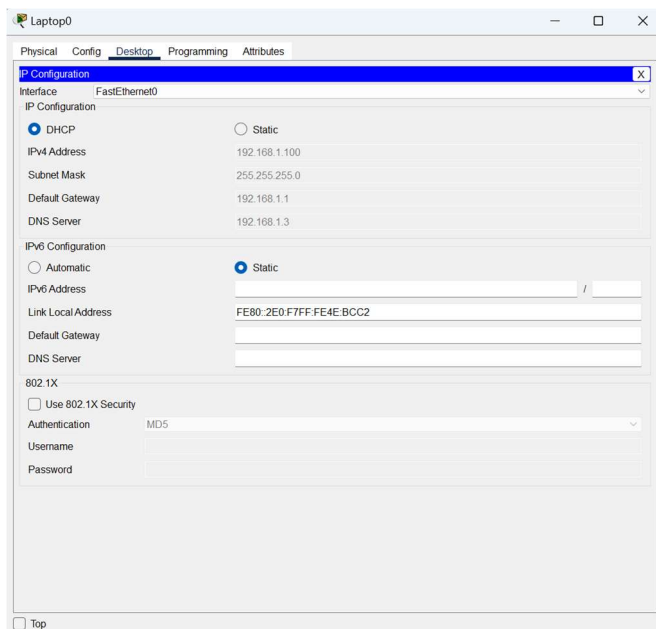 Laptop0
Physical Config Desktop Programming Attributes
IP Configuration X
Interface FastEthernet0
IP Configuration
DHCP Static
IPv4 Address 192.168.1.100
Subnet Mask 255.255.255.0
Default Gateway 192.168.1.1
DNS Server 192.168.1.3
IPv6 Configuration
Automatic Static
IPv6 Address /
Link Local Address FE80::2E0:F7FF:FE4E:BCC2
Default Gateway
DNS Server
802.1X
Use 802.1X Security
Authentication MD5
Username
Password
Top